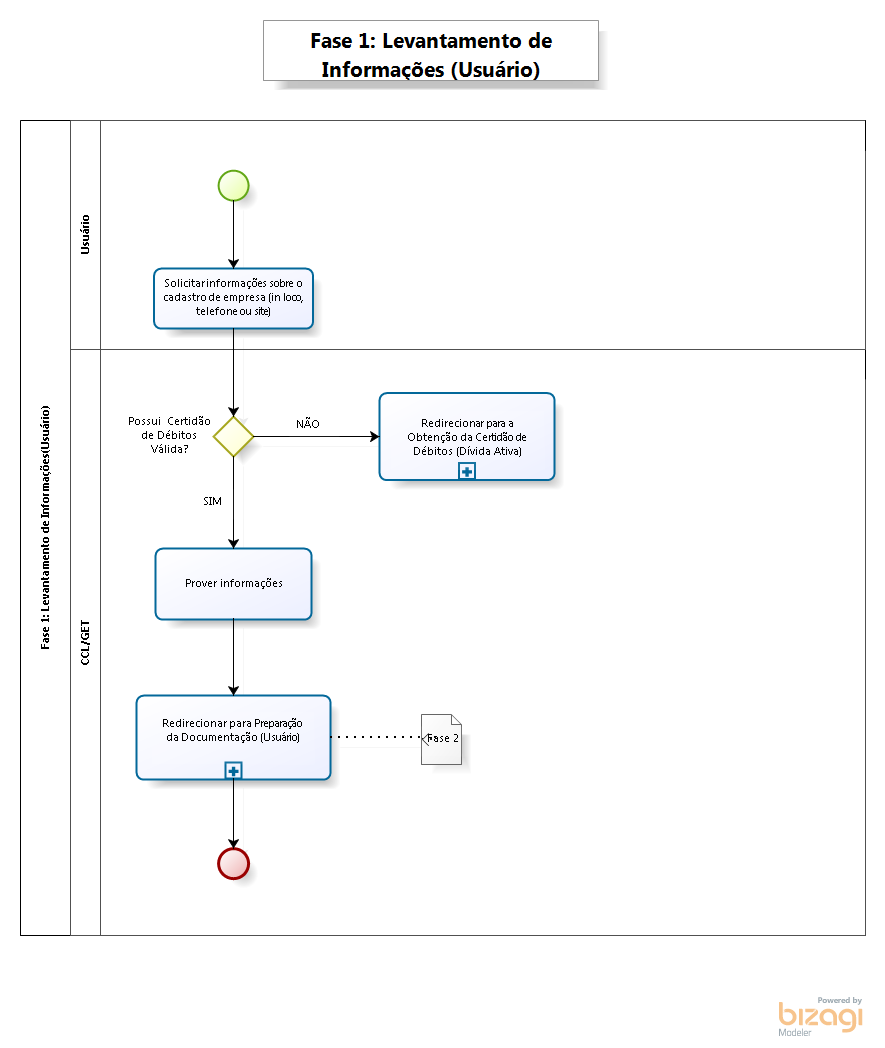 Fase 1: Levantamento de
Informações (Usuário)
Fase 1: Levantamento de Informações(Usuário)
Usuário
Solicitar informações sobre o
cadastro de empresa (in loco,
telefone ou site)
CCL/GET
Possui Certidão
de Débitos
Válida?
NÃO
Redirecionar para a
Obtenção da Certidão de
Débitos (Dívida Ativa)
SIM
Prover informações
Redirecionar para Preparação
da Documentação (Usuário)
Fase 2
Powered by
bizagi
Modeler